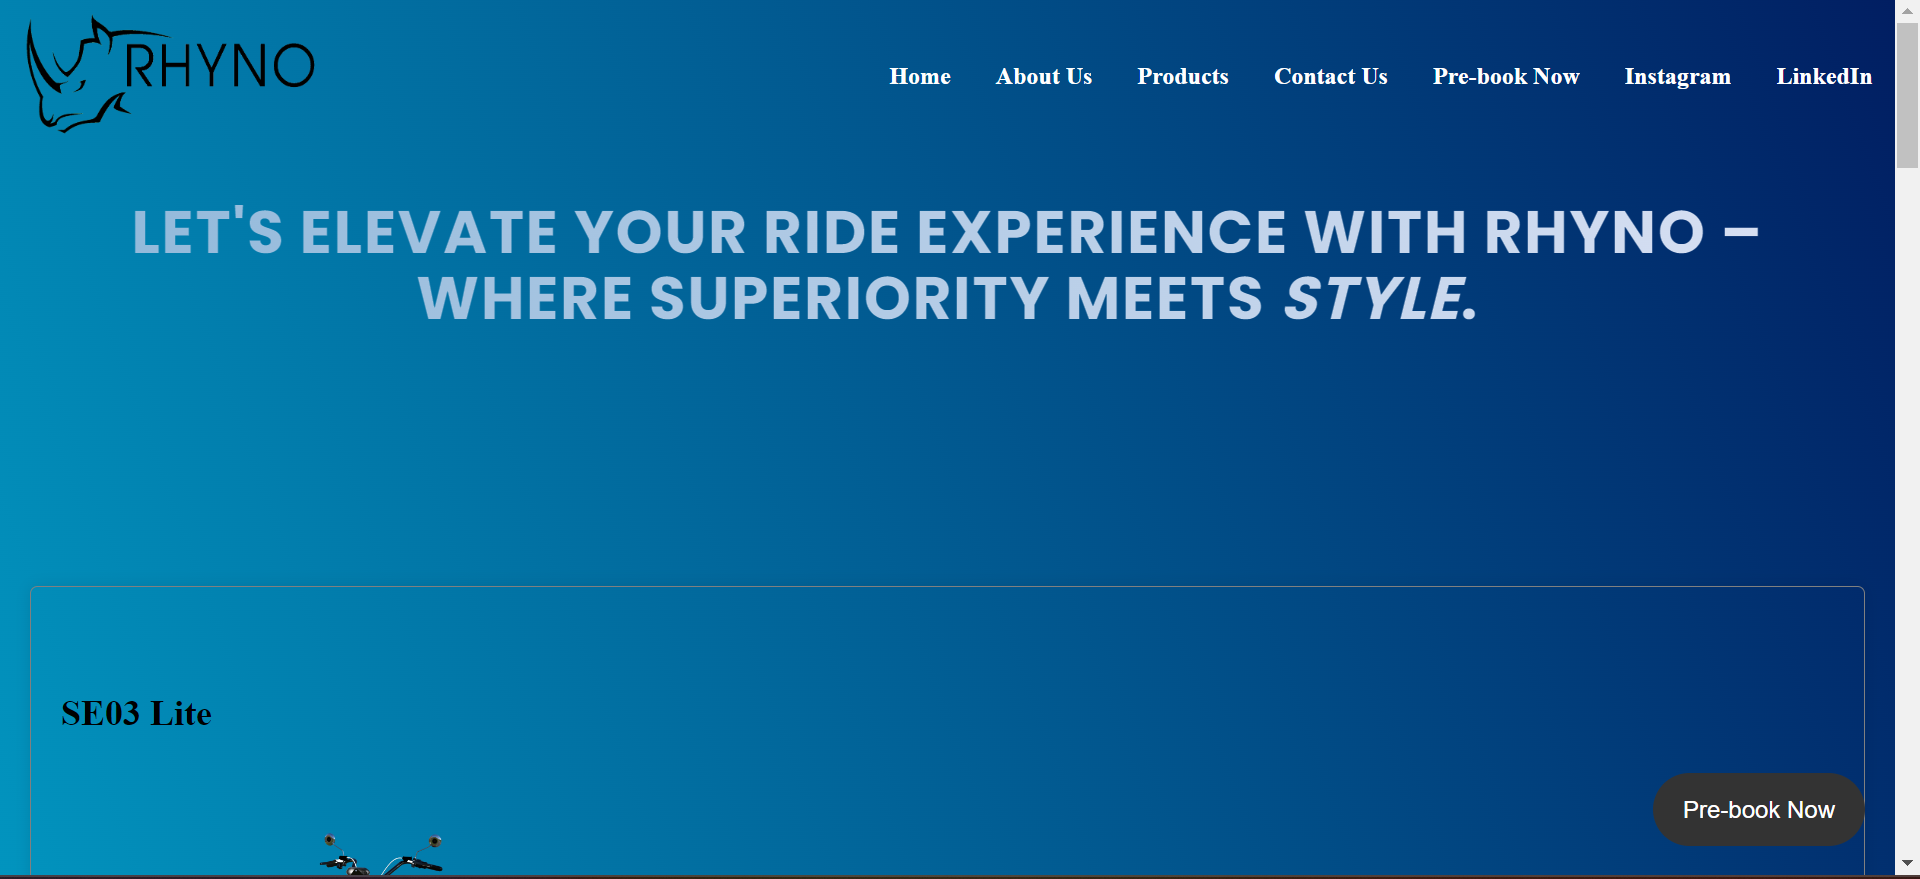 RHYNO
Home About Us Products Contact Us Pre-book Now Instagram LinkedIn
LET'S ELEVATE YOUR RIDE EXPERIENCE WITH RHYNO –
WHERE SUPERIORITY MEETS STYLE.
SE03 Lite
Pre-book Now